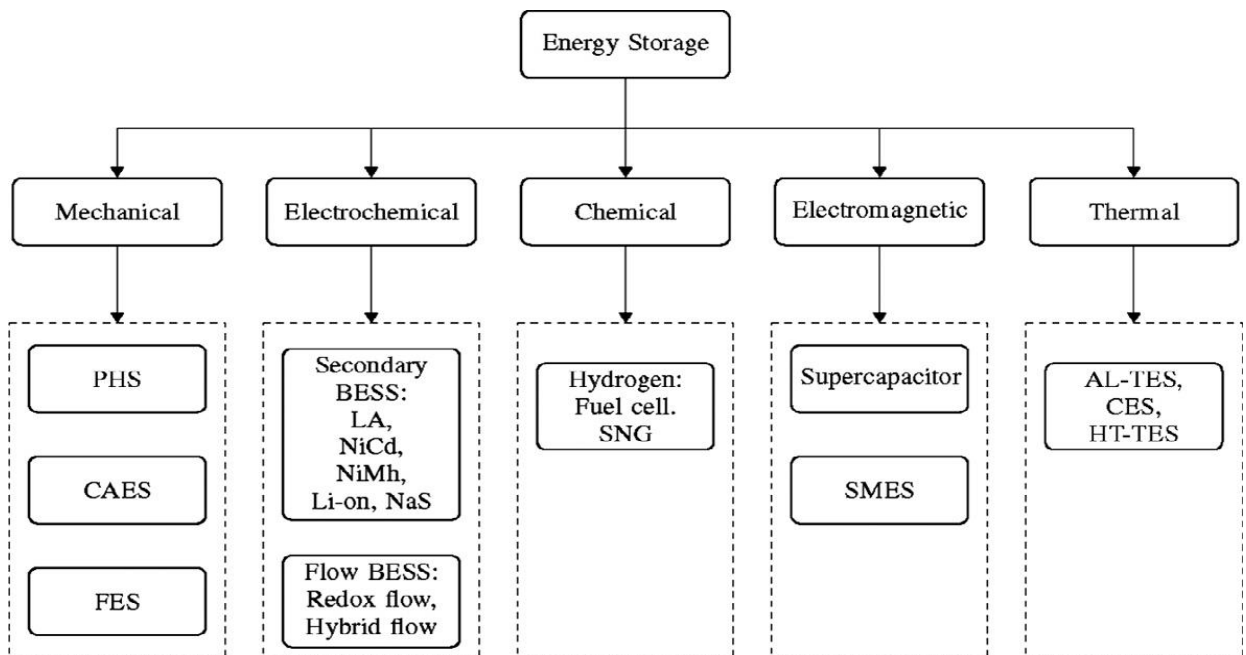 Energy Storage
Mechanical
Electrochemical
Chemical
Electromagnetic
Thermal
PHS
CAES
FES
Secondary
BESS:
LA,
NiCd,
NiMh,
Li-on, NaS
Flow BESS:
Redox flow,
Hybrid flow
Hydrogen:
Fuel cell.
SNG
Supercapacitor
SMES
AL-TES,
CES,
HT-TES